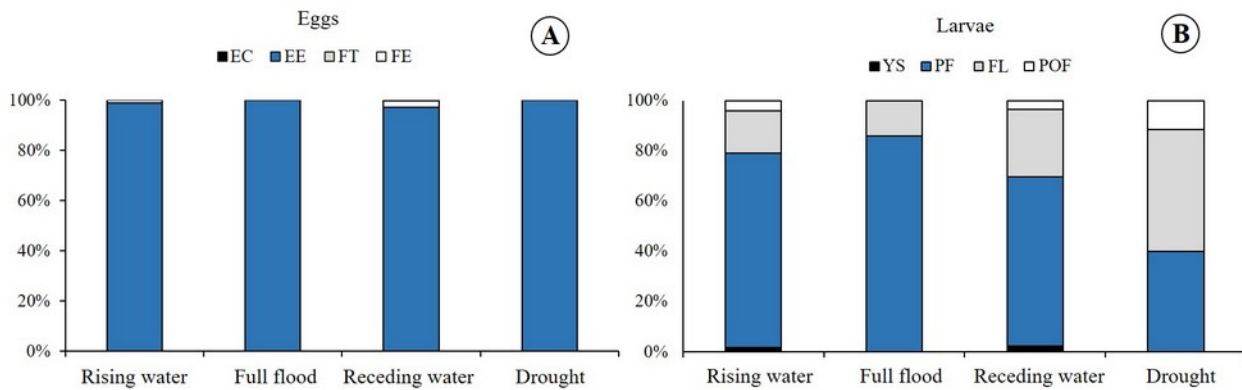 Eggs
A
EC EE FT FE
100%
80%
60%
40%
20%
0%
Rising water Full flood Receding water Drought
Larvae
B
YS PF FL POF
100%
80%
60%
40%
20%
0%
Rising water Full flood Receding water Drought